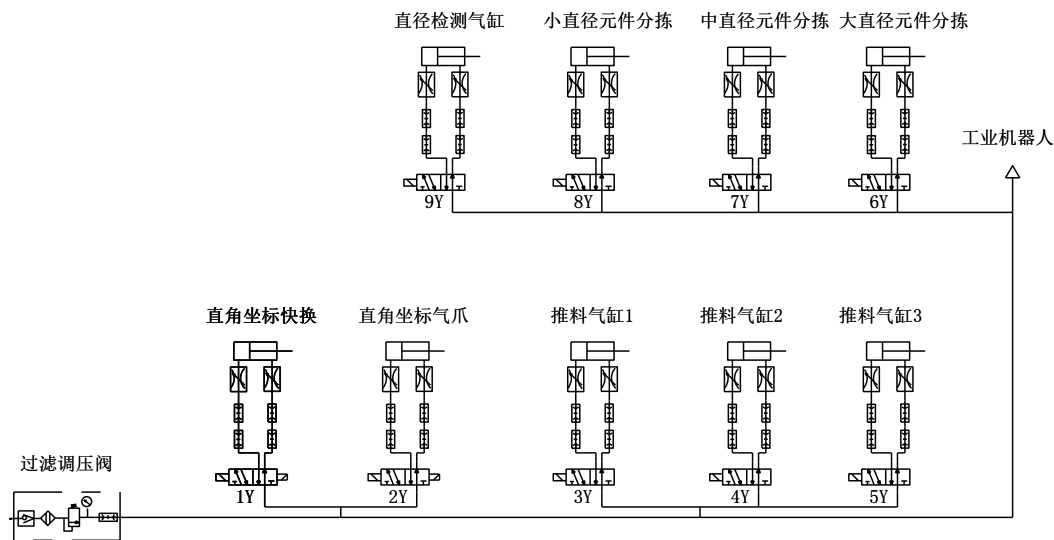 直径检测气缸
小直径元件分拣
中直径元件分拣
大直径元件分拣
工业机器人
9Y
8Y
7Y
6Y
直角坐标快换
直角坐标气爪
推料气缸1
推料气缸2
推料气缸3
过滤调压阀
1Y
2Y
3Y
4Y
5Y